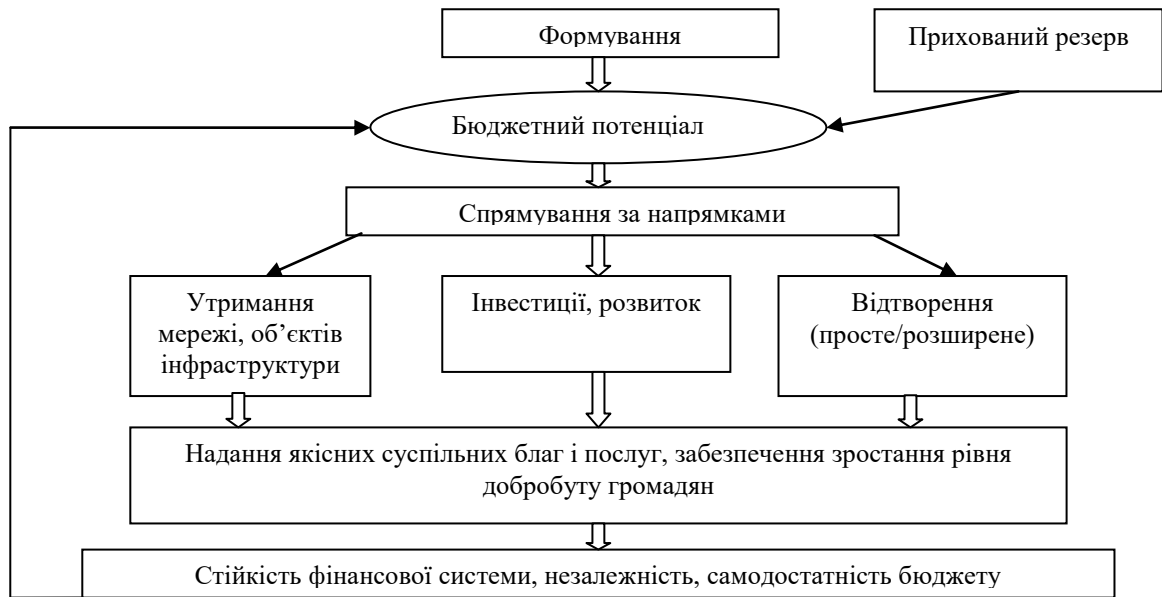 Формування
Прихований резерв
Бюджетний потенціал
Спрямування за напрямками
Утримання
мережі, об’єктів
інфраструктури
Інвестиції, розвиток
Відтворення
(просте/розширене)
Надання якісних суспільних благ і послуг, забезпечення зростання рівня
добробуту громадян
Стійкість фінансової системи, незалежність, самодостатність бюджету